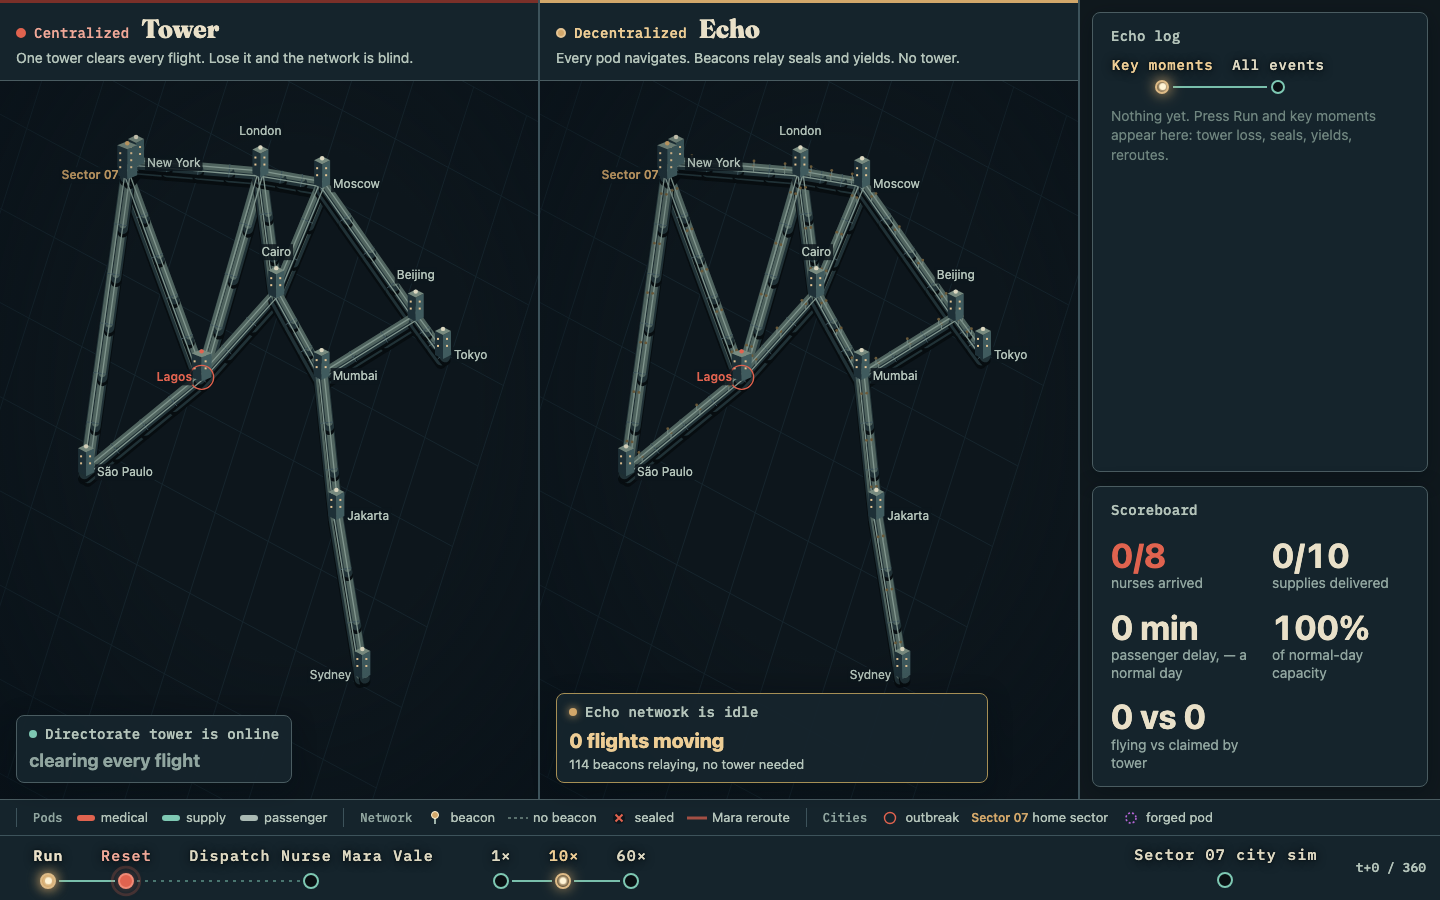 Centralized Tower
One tower clears every flight. Lose it and the network is blind.
London
New York
Sector 07
Moscow
Cairo
Beijing
Tokyo
Lagos
Mumbai
São Paulo
Jakarta
Sydney
Directorate tower is online
clearing every flight
Decentralized Echo
Every pod navigates. Beacons relay seals and yields. No tower.
London
New York
Sector 07
Moscow
Cairo
Beijing
Tokyo
Lagos
Mumbai
São Paulo
Jakarta
Sydney
Echo network is idle
0 flights moving
114 beacons relaying, no tower needed
Echo log
Key moments All events
Nothing yet. Press Run and key moments
appear here: tower loss, seals, yields,
reroutes.
Scoreboard
0/8
nurses arrived
0/10
supplies delivered
0 min
passenger delay, — a
normal day
100%
of normal-day
capacity
0 vs 0
flying vs claimed by
tower
Pods medical supply passenger Network beacon no beacon sealed Mara reroute Cities outbreak Sector 07 home sector forged pod
Run Reset Dispatch Nurse Mara Vale 1× 10× 60× Sector 07 city sim t+0 / 360